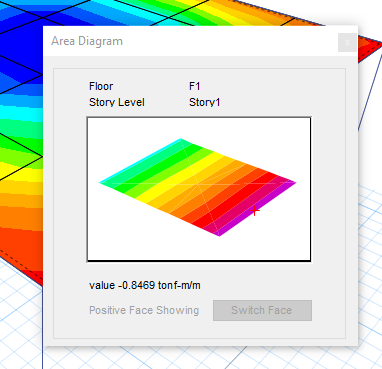 Area Diagram
Floor F1
Story Level Story1
value -0.8469 tonf-m/m
Positive Face Showing Switch Face